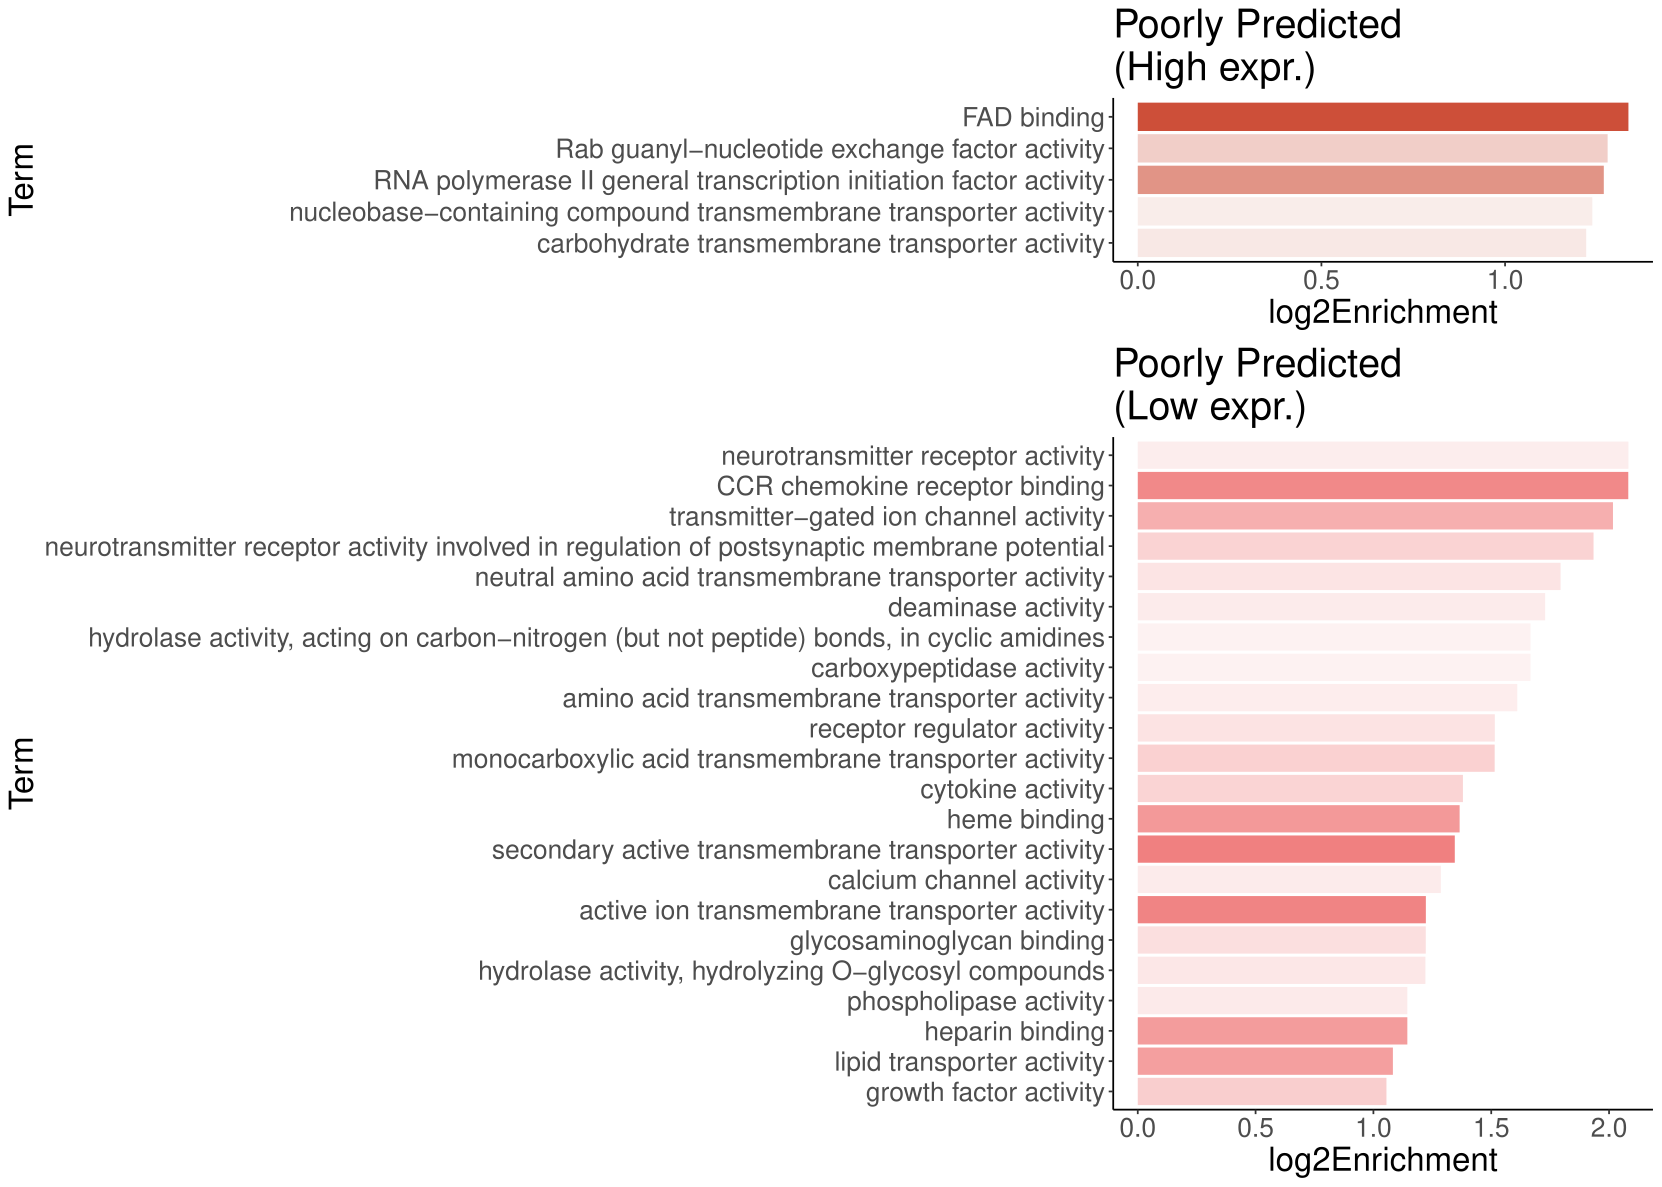 Poorly Predicted
(High expr.)
Term
FAD binding
Rab guanyl−nucleotide exchange factor activity
RNA polymerase II general transcription initiation factor activity
nucleobase−containing compound transmembrane transporter activity
carbohydrate transmembrane transporter activity
0.0 0.5 1.0
log2Enrichment
Poorly Predicted
(Low expr.)
Term
neurotransmitter receptor activity
CCR chemokine receptor binding
transmitter−gated ion channel activity
neurotransmitter receptor activity involved in regulation of postsynaptic membrane potential
neutral amino acid transmembrane transporter activity
deaminase activity
hydrolase activity, acting on carbon−nitrogen (but not peptide) bonds, in cyclic amidines
carboxypeptidase activity
amino acid transmembrane transporter activity
receptor regulator activity
monocarboxylic acid transmembrane transporter activity
cytokine activity
heme binding
secondary active transmembrane transporter activity
calcium channel activity
active ion transmembrane transporter activity
glycosaminoglycan binding
hydrolase activity, hydrolyzing O−glycosyl compounds
phospholipase activity
heparin binding
lipid transporter activity
growth factor activity
0.0 0.5 1.0 1.5 2.0
log2Enrichment